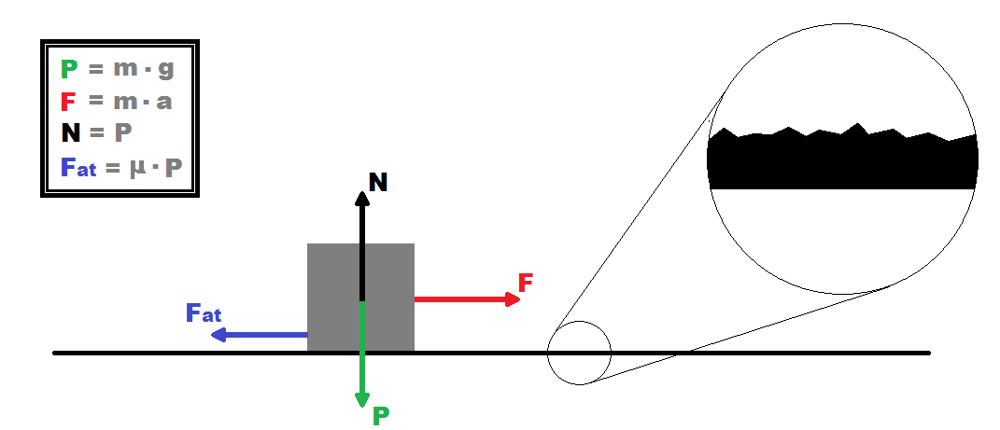 P = m · g
F = m · a
N = P
Fat = μ · P
N
F
Fat
P